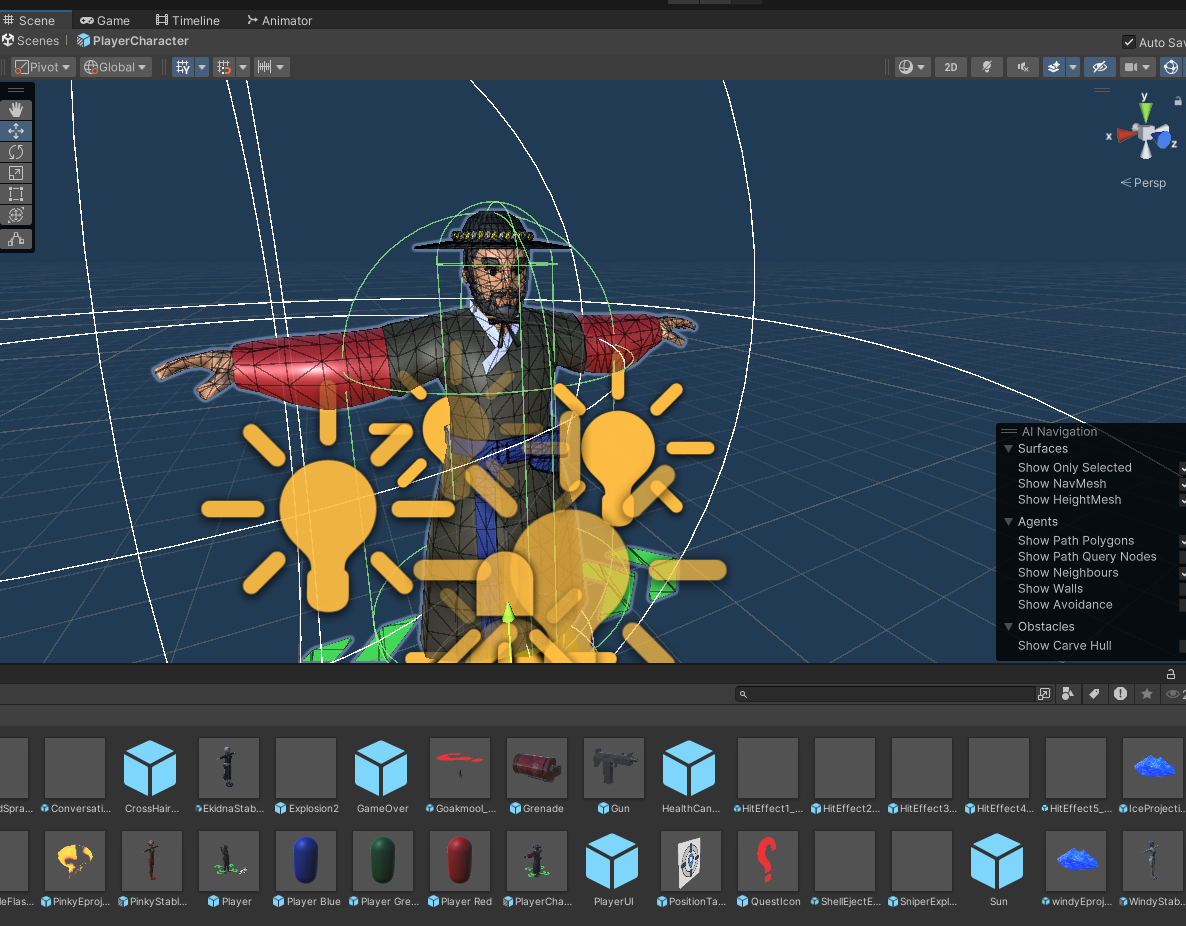 Scene Game Timeline Animator
Scenes PlayerCharacter
Auto Sav
Pivot Global 2D
y
x
z
Persp
AI Navigation
Surfaces
Show Only Selected
Show NavMesh
Show HeightMesh
Agents
Show Path Polygons
Show Path Query Nodes
Show Neighbours
Show Walls
Show Avoidance
Obstacles
Show Carve Hull
2
dSpra... Conversati... CrossHair... EkidnaStab... Explosion2 GameOver Goakmool_... Grenade Gun HealthCan... HitEffect1_... HitEffect2... HitEffect3... HitEffect4... HitEffect5_... IceProjecti...
leFlas... PinkyEproj... PinkyStabl... Player Player Blue Player Gre... Player Red PlayerCha... PlayerUI PositionTa... QuestIcon ShellEjectE... SniperExpl... Sun windyEproj... WindyStab...